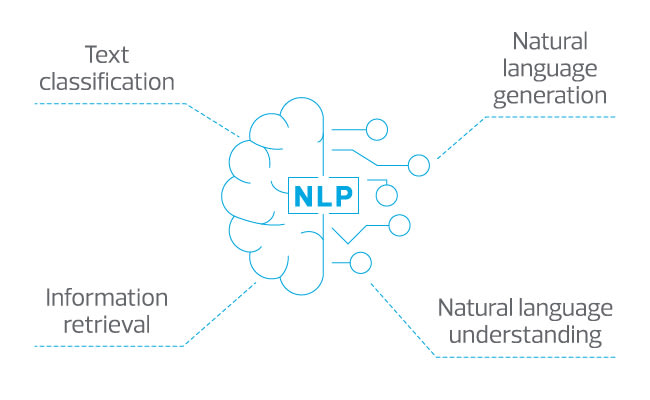 Text
classification
Natural
language
generation
NLP
Information
retrieval
Natural language
understanding